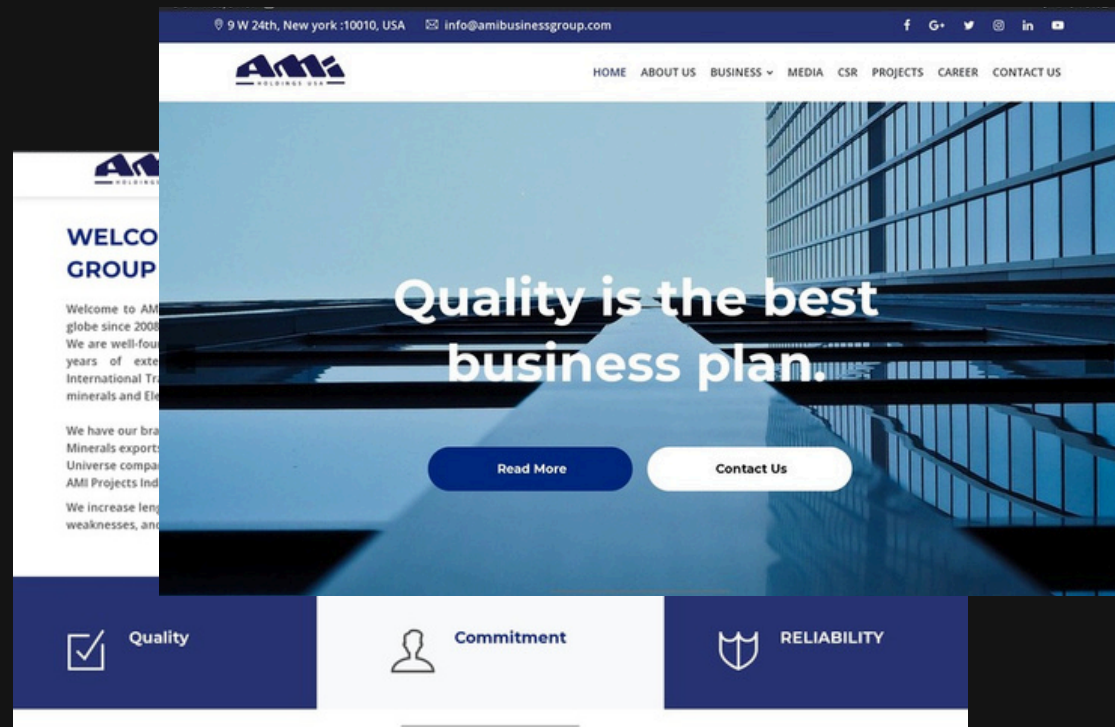 9 W 24th, New york :10010, USA info@amibusinessgroup.com
AMi
HOLDINGS USA
HOME ABOUT US BUSINESS MEDIA CSR PROJECTS CAREER CONTACT US
Quality is the best
business plan.
Read More Contact Us
WELCO
GROUP
Welcome to AM
globe since 2008
We are well-fou
years of exte
International Tr
minerals and Ele
We have our bra
Minerals exports
Universe compa
AMI Projects Ind
We increase leng
weaknesses, and
Quality Commitment RELIABILITY